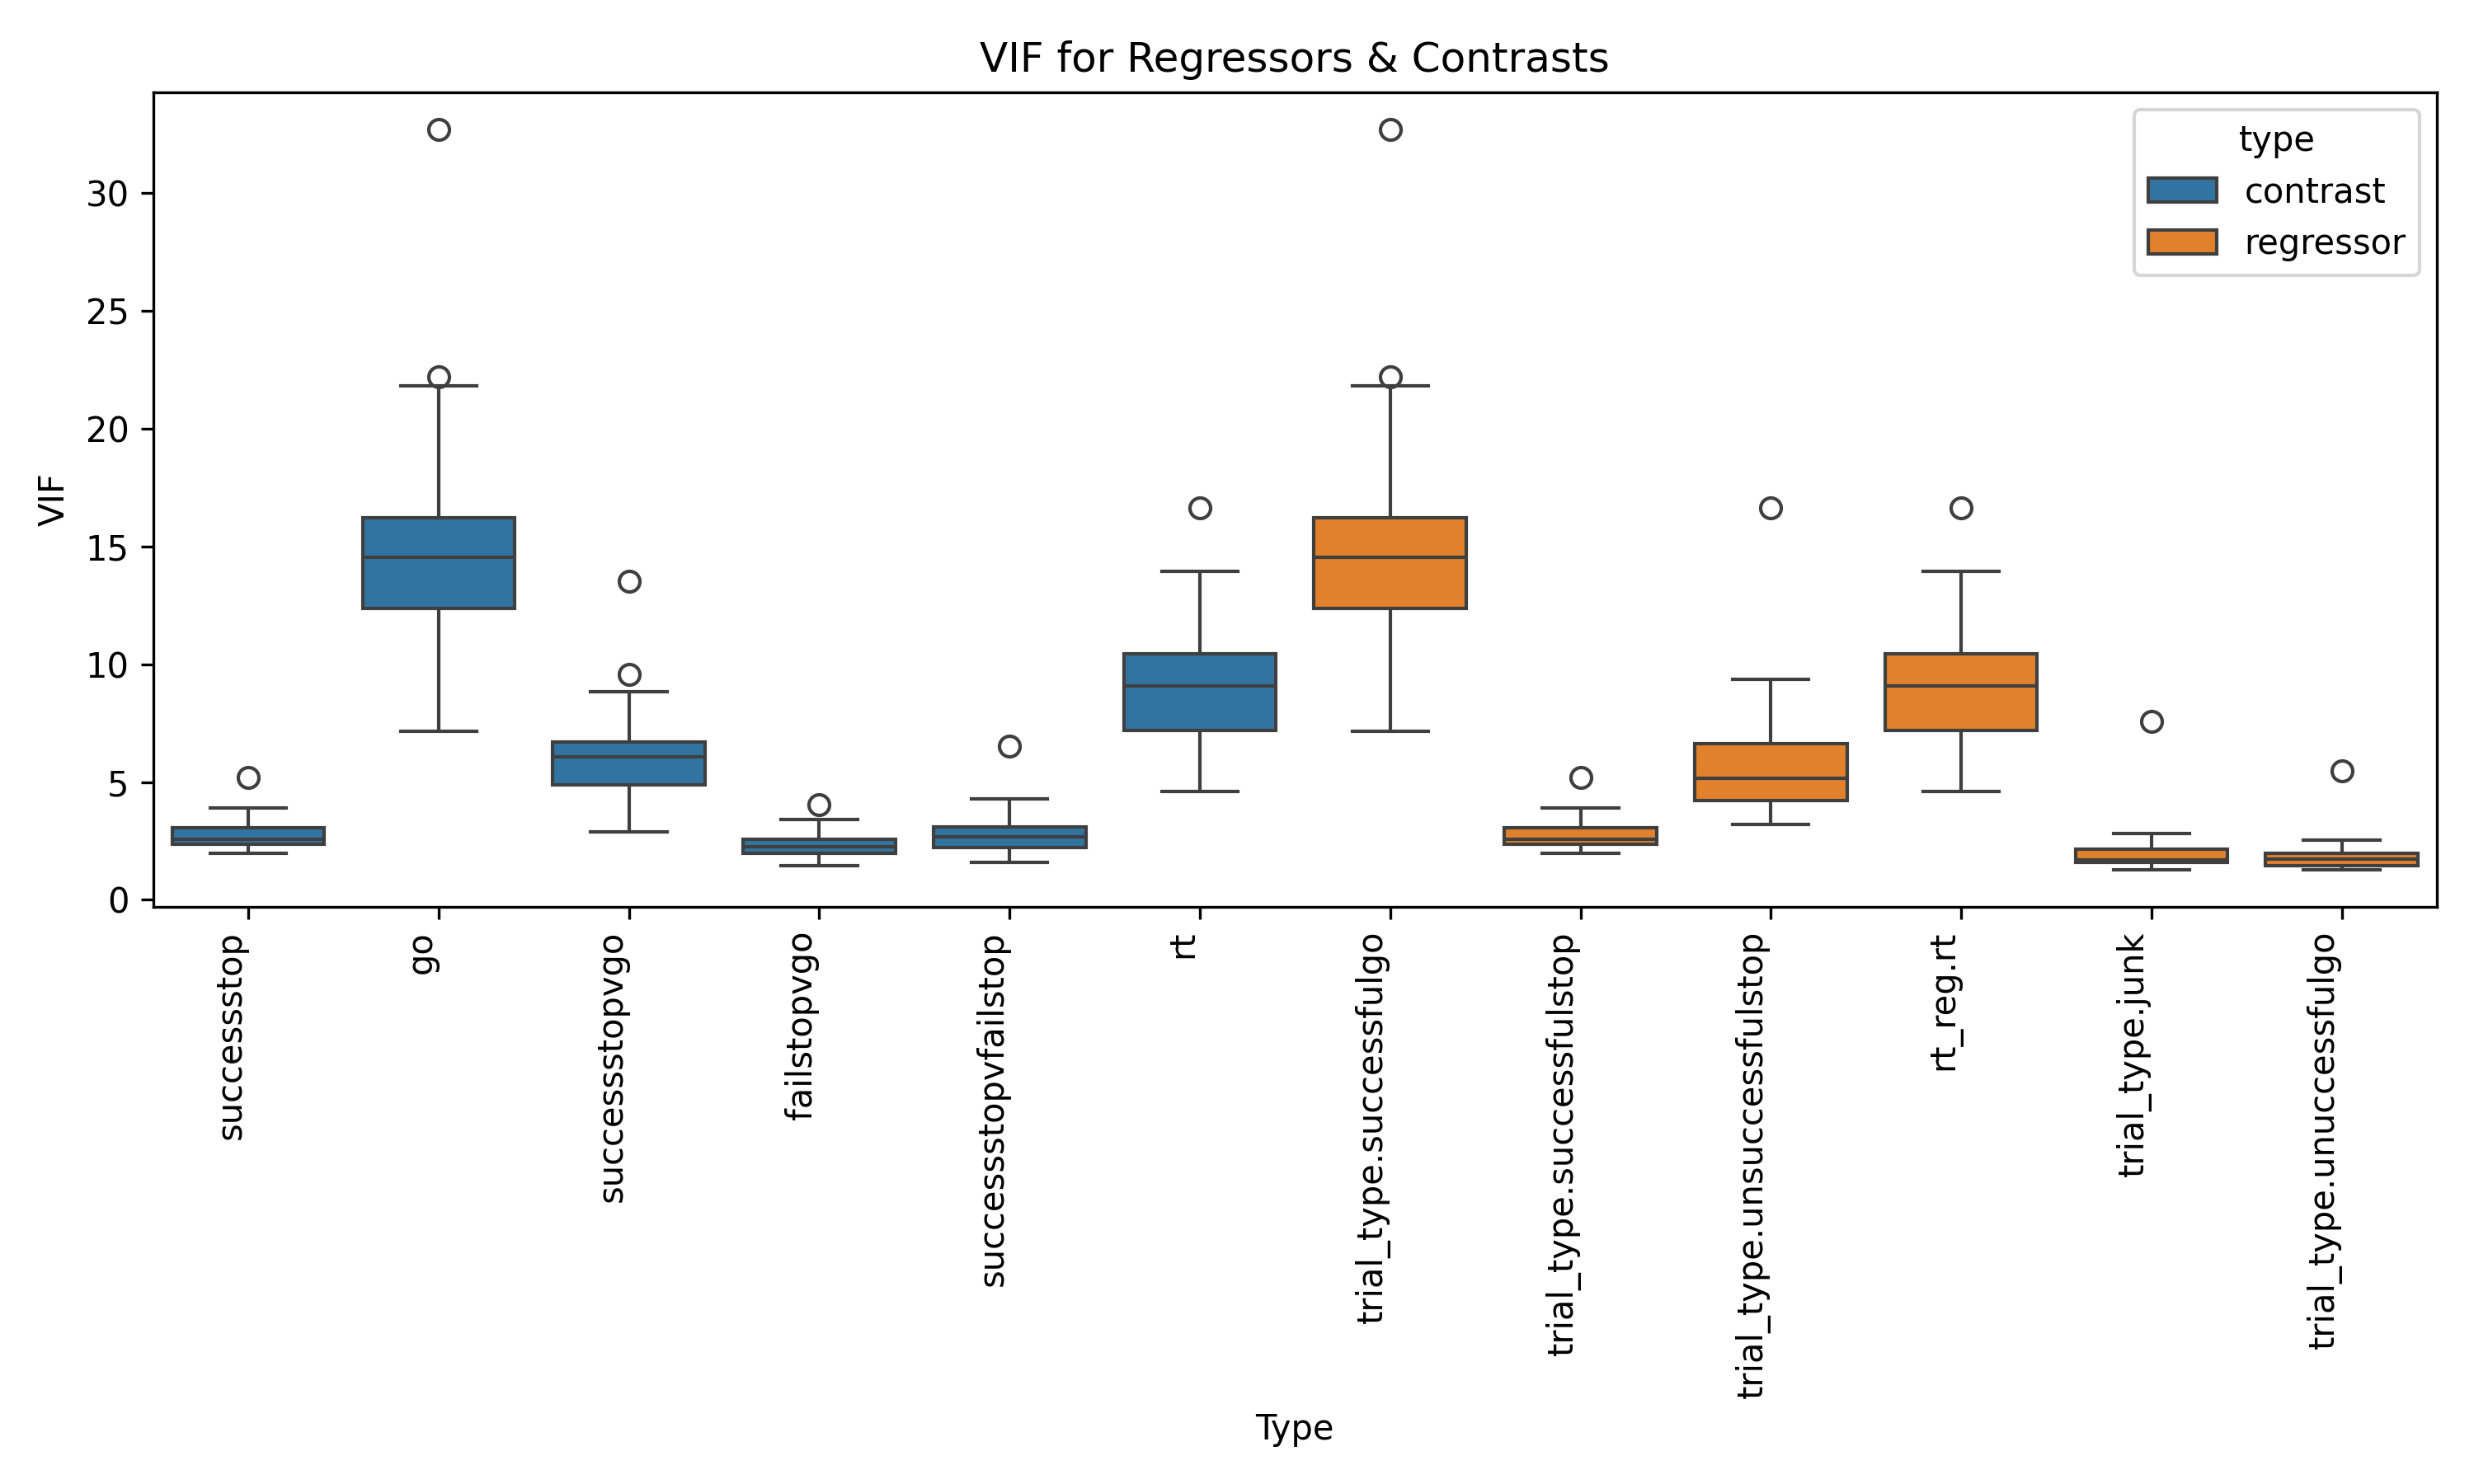 VIF for Regressors & Contrasts
type
contrast
regressor
VIF
30
25
20
15
10
5
0
successstop
go
successstopvgo
failstopvgo
successstopvfailstop
rt
trial_type.successfulgo
trial_type.successfulstop
trial_type.unsuccessfulstop
rt_reg.rt
trial_type.junk
trial_type.unuccessfulgo
Type